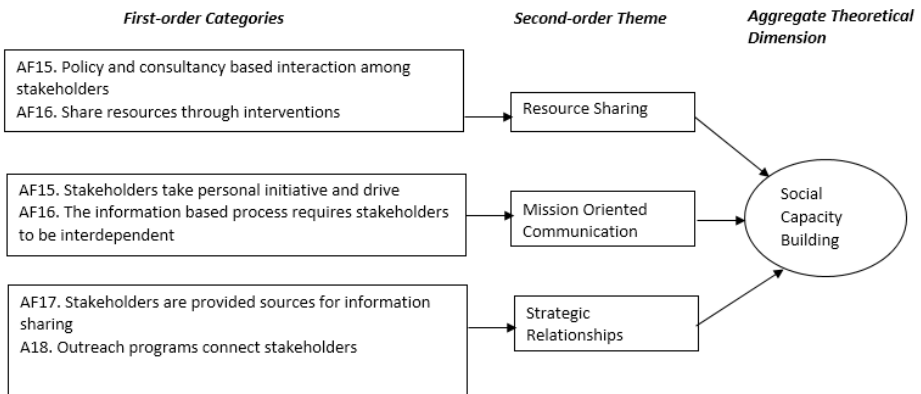 First-order Categories
Second-order Theme
Aggregate Theoretical
Dimension
AF15. Policy and consultancy based interaction among
stakeholders
AF16. Share resources through interventions
Resource Sharing
AF15. Stakeholders take personal initiative and drive
AF16. The information based process requires stakeholders
to be interdependent
Mission Oriented
Communication
Social
Capacity
Building
AF17. Stakeholders are provided sources for information
sharing
A18. Outreach programs connect stakeholders
Strategic
Relationships